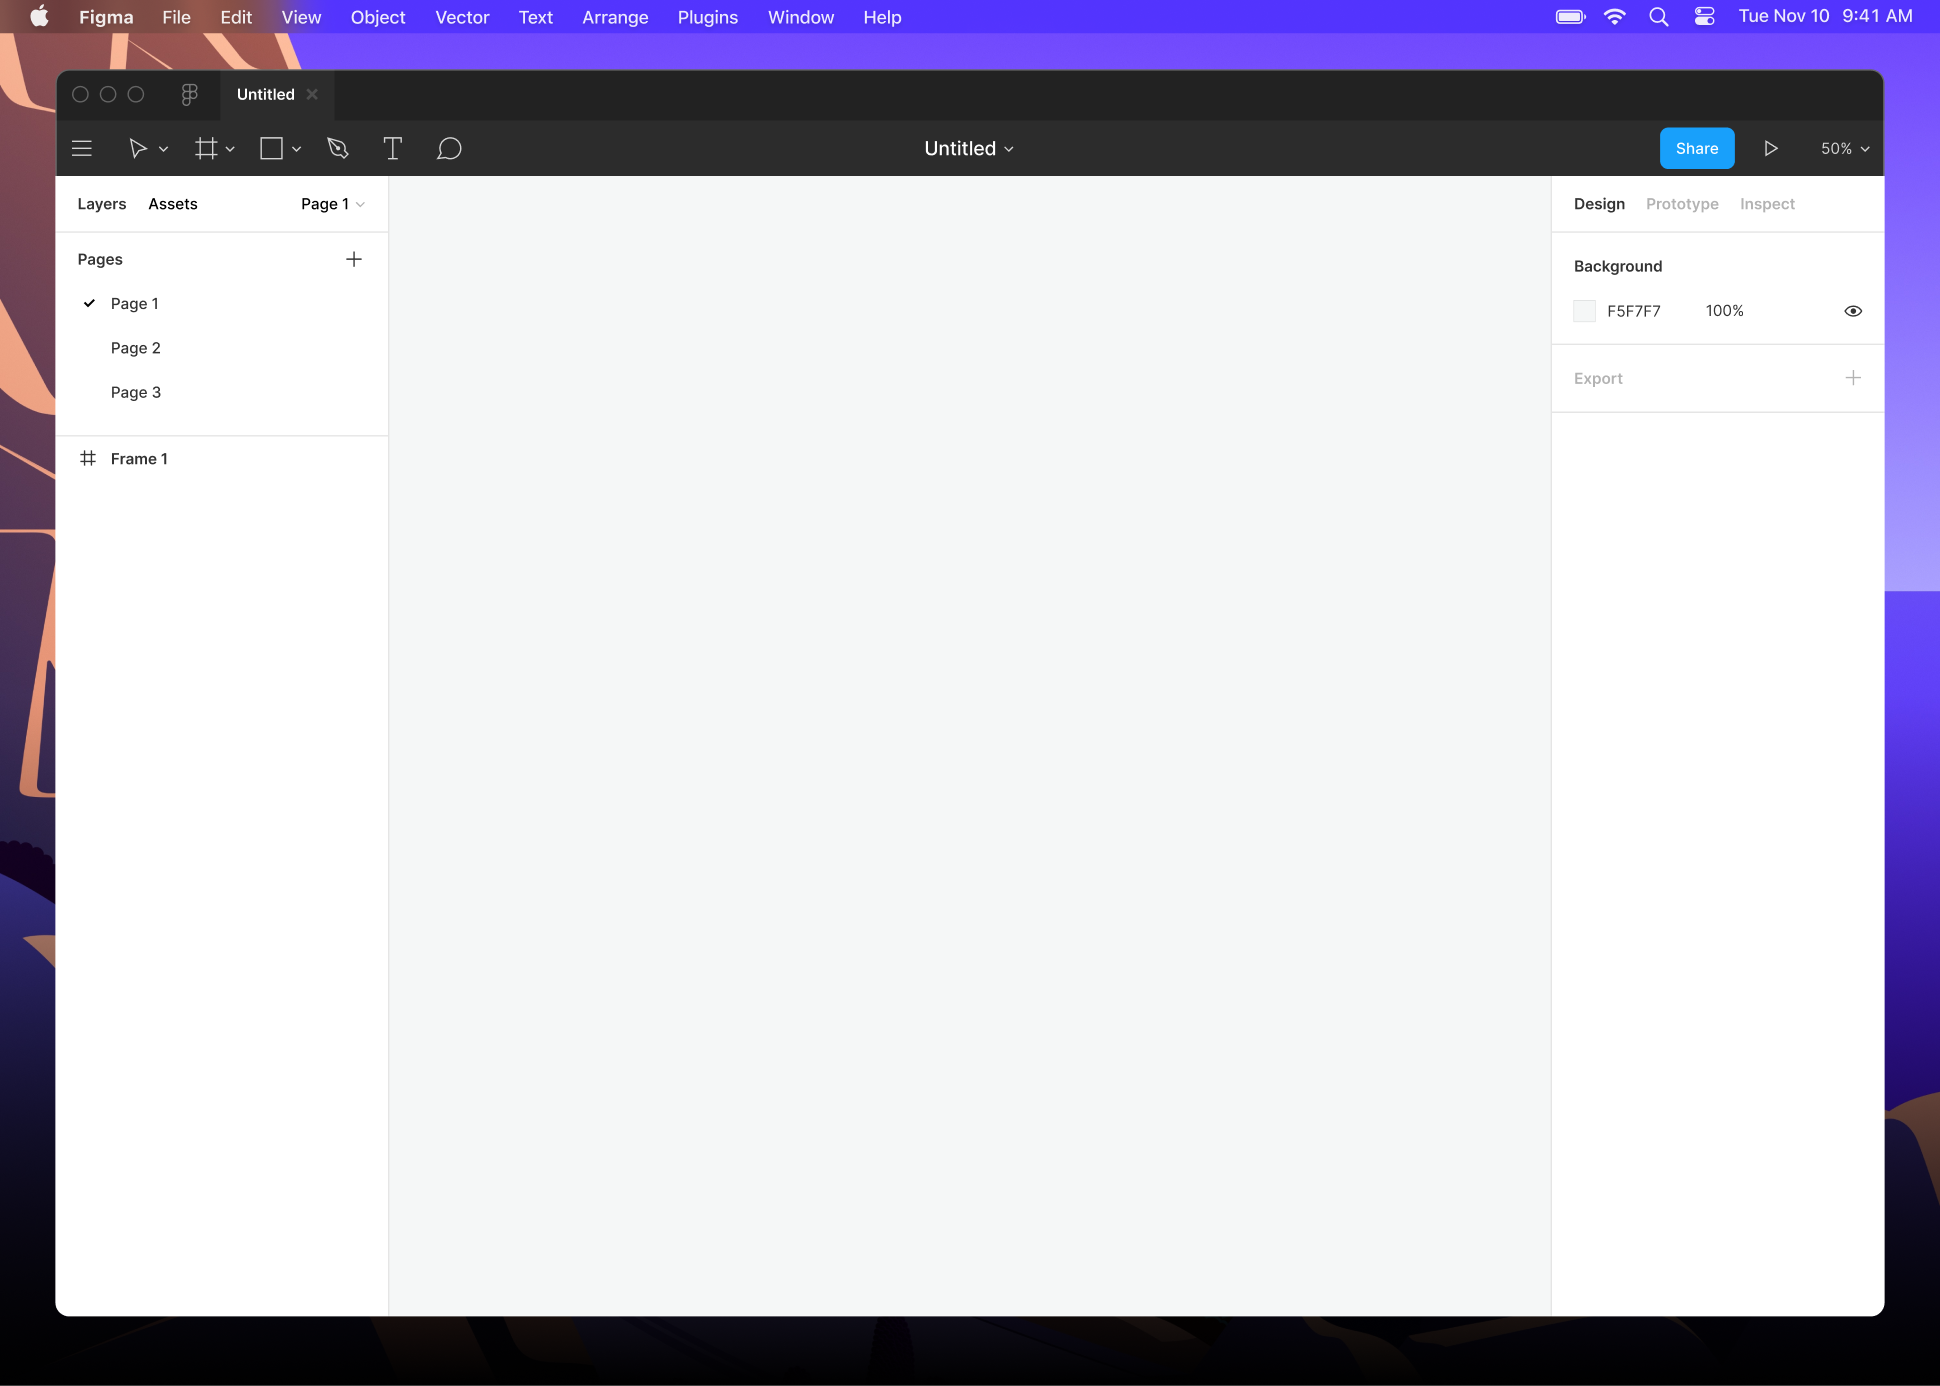 Figma File Edit View Object Vector Text Arrange Plugins Window Help Tue Nov 10 9:41 AM
Untitled
Untitled Share 50%
Layers Assets Page 1 Design Prototype Inspect
Pages
Background
Page 1
F5F7F7 100%
Page 2
Export
Page 3
Frame 1